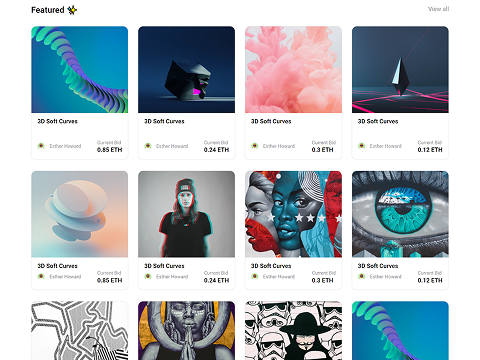 Featured
View all
3D Soft Curves
3D Soft Curves
3D Soft Curves
3D Soft Curves
Current Bid
Current Bid
Current Bid
Current Bid
Esther Howard
0.85 ETH
Esther Howard
0.24 ETH
Esther Howard
0.3 ETH
Esther Howard
0.12 ETH
3D Soft Curves
3D Soft Curves
3D Soft Curves
3D Soft Curves
Current Bid
Current Bid
Current Bid
Current Bid
Esther Howard
0.85 ETH
Esther Howard
0.24 ETH
Esther Howard
0.3 ETH
Esther Howard
0.12 ETH